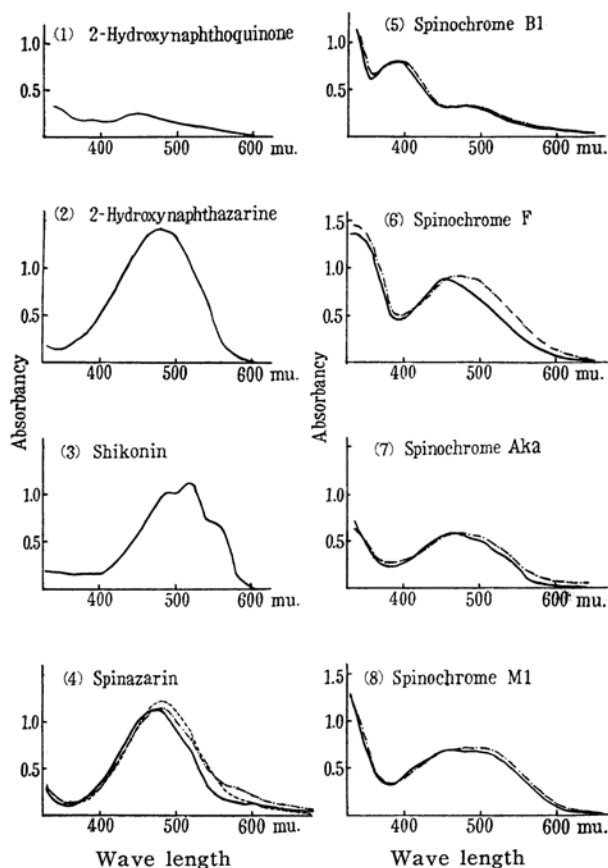 (1) 2-Hydroxynaphthoquinone
1.0
0.5
400 500 600 mu.
(2) 2-Hydroxynaphthazarine
1.0
0.5
400 500 600 mu.
(3) Shikonin
1.0
0.5
400 500 600 mu.
(4) Spinazarin
1.0
0.5
400 500 600 mu.
Absorbancy
Wave length
(5) Spinochrome B1
1.0
0.5
400 500 600 mu.
(6) Spinochrome F
1.5
1.0
0.5
400 500 600 mu.
(7) Spinochrome Aka
1.0
0.5
400 500 600 mu.
(8) Spinochrome M1
1.5
1.0
0.5
400 500 600 mu.
Absorbancy
Wave length